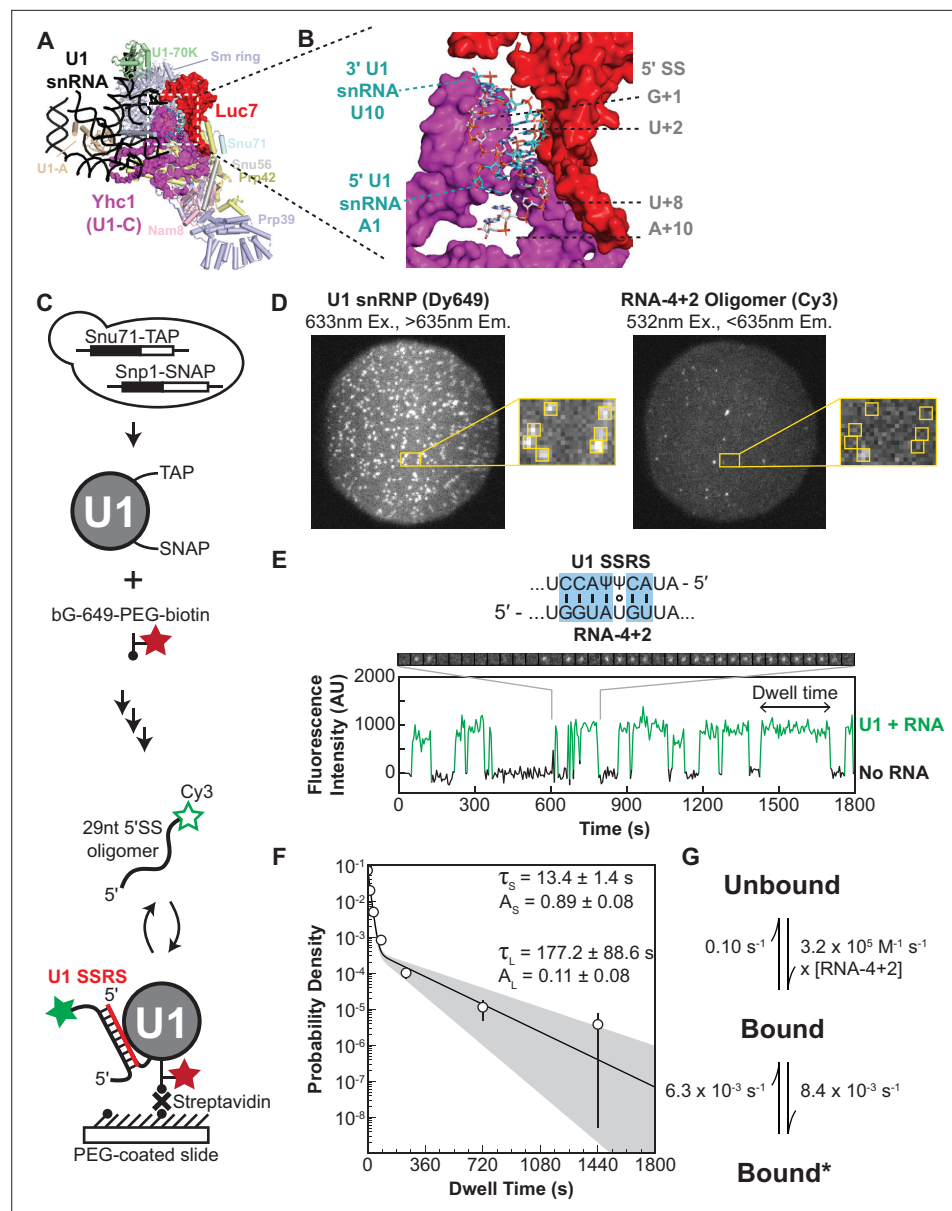 A
U1
snRNA
U1-70K
Sm ring
Luc7
Snu71
Snu56
Prp42
U1-A
Yhc1
(U1-C)
Nam8
Prp39
B
3' U1
snRNA
U10
5' U1
snRNA
A1
5' SS
G+1
U+2
U+8
A+10
C
Snu71-TAP
Snp1-SNAP
TAP
U1
SNAP
+
bG-649-PEG-biotin
Cy3
29nt 5'SS
oligomer
5'
U1 SSRS
5'
U1
5'
Streptavidin
PEG-coated slide
D
U1 snRNP (Dy649)
633nm Ex., >635nm Em.
RNA-4+2 Oligomer (Cy3)
532nm Ex., <635nm Em.
E
U1 SSRS
...UCCAΨΨCAUA - 5'
5' - ...UGGUAUGUUA...
RNA-4+2
Fluorescence
Intensity (AU)
2000
1000
0
Dwell time
U1 + RNA
No RNA
0 300 600 900 1200 1500 1800
Time (s)
F
Probability Density
10-1
10-2
10-3
10-4
10-5
10-6
10-7
10-8
τS = 13.4 ± 1.4 s
AS = 0.89 ± 0.08
τL = 177.2 ± 88.6 s
AL = 0.11 ± 0.08
0 360 720 1080 1440 1800
Dwell Time (s)
G
Unbound
0.10 s-1
3.2 x 105 M-1 s-1
x [RNA-4+2]
Bound
6.3 x 10-3 s-1
8.4 x 10-3 s-1
Bound*